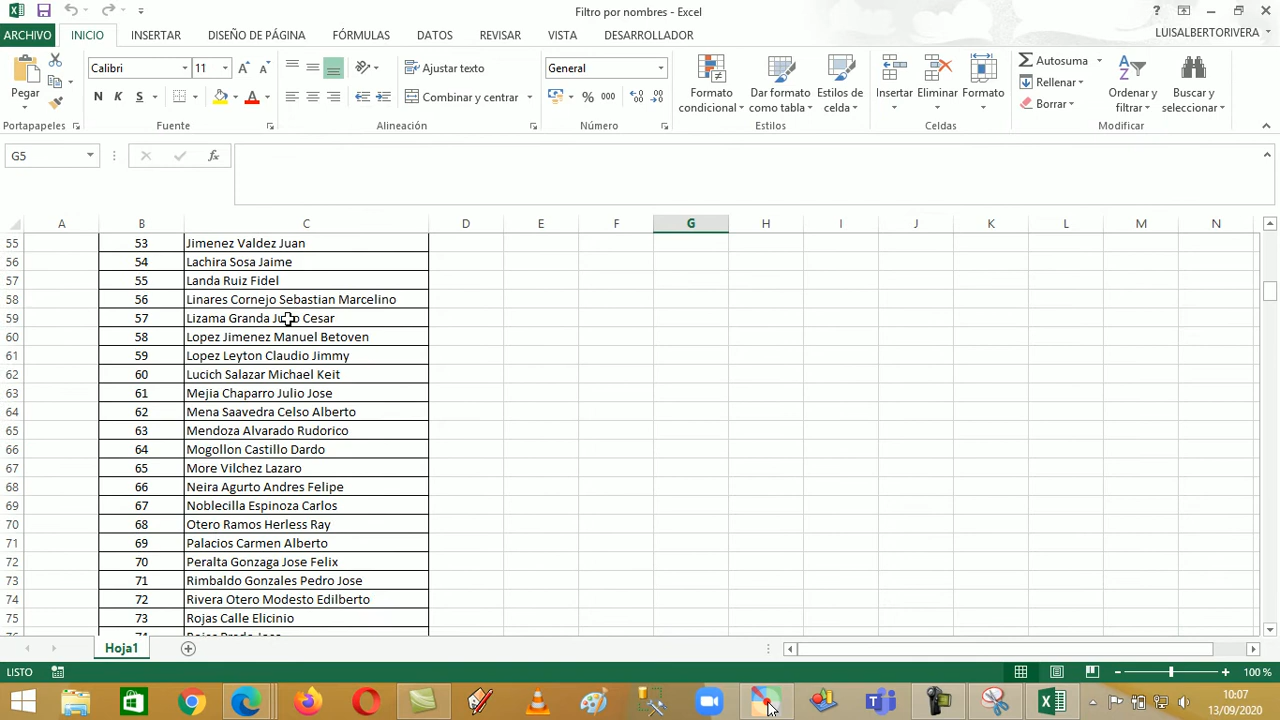 Filtro por nombres - Excel
ARCHIVO INICIO INSERTAR DISEÑO DE PÁGINA FÓRMULAS DATOS REVISAR VISTA DESARROLLADOR LUISALBERTORIVERA
Calibri 11 Ajustar texto General Autosuma
Pegar Formato condicional Dar formato como tabla Estilos de celda Insertar Eliminar Formato Rellenar Ordenar y filtrar Buscar y seleccionar
N K S Combinar y centrar % 000 Borrar
Portapapeles Fuente Alineación Número Estilos Celdas Modificar
G5 fx
A B C D E F G H I J K L M N
55 53 Jimenez Valdez Juan
56 54 Lachira Sosa Jaime
57 55 Landa Ruiz Fidel
58 56 Linares Cornejo Sebastian Marcelino
59 57 Lizama Granda Cesar
60 58 Lopez Jimenez Manuel Betoven
61 59 Lopez Leyton Claudio Jimmy
62 60 Lucich Salazar Michael Keit
63 61 Mejia Chaparro Julio Jose
64 62 Mena Saavedra Celso Alberto
65 63 Mendoza Alvarado Rudorico
66 64 Mogollon Castillo Dardo
67 65 More Vilchez Lazaro
68 66 Neira Agurto Andres Felipe
69 67 Noblecilla Espinoza Carlos
70 68 Otero Ramos Herless Ray
71 69 Palacios Carmen Alberto
72 70 Peralta Gonzaga Jose Felix
73 71 Rimbaldo Gonzales Pedro Jose
74 72 Rivera Otero Modesto Edilberto
75 73 Rojas Calle Elicinio
Hoja1
LISTO 100 %
10:07
13/09/2020